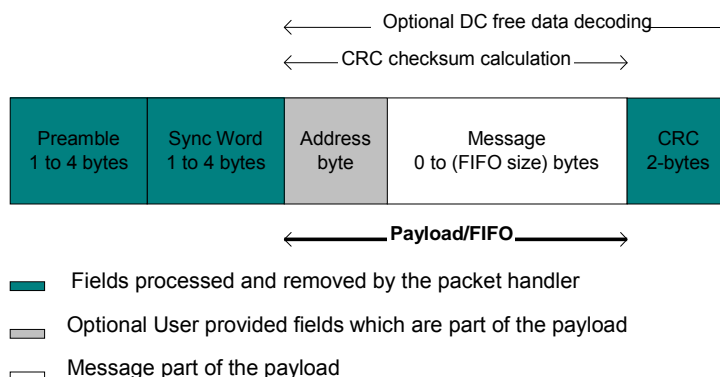 Optional DC free data decoding
CRC checksum calculation
Preamble
1 to 4 bytes
Sync Word
1 to 4 bytes
Address
byte
Message
0 to (FIFO size) bytes
CRC
2-bytes
Payload/FIFO
Fields processed and removed by the packet handler
Optional User provided fields which are part of the payload
Message part of the payload